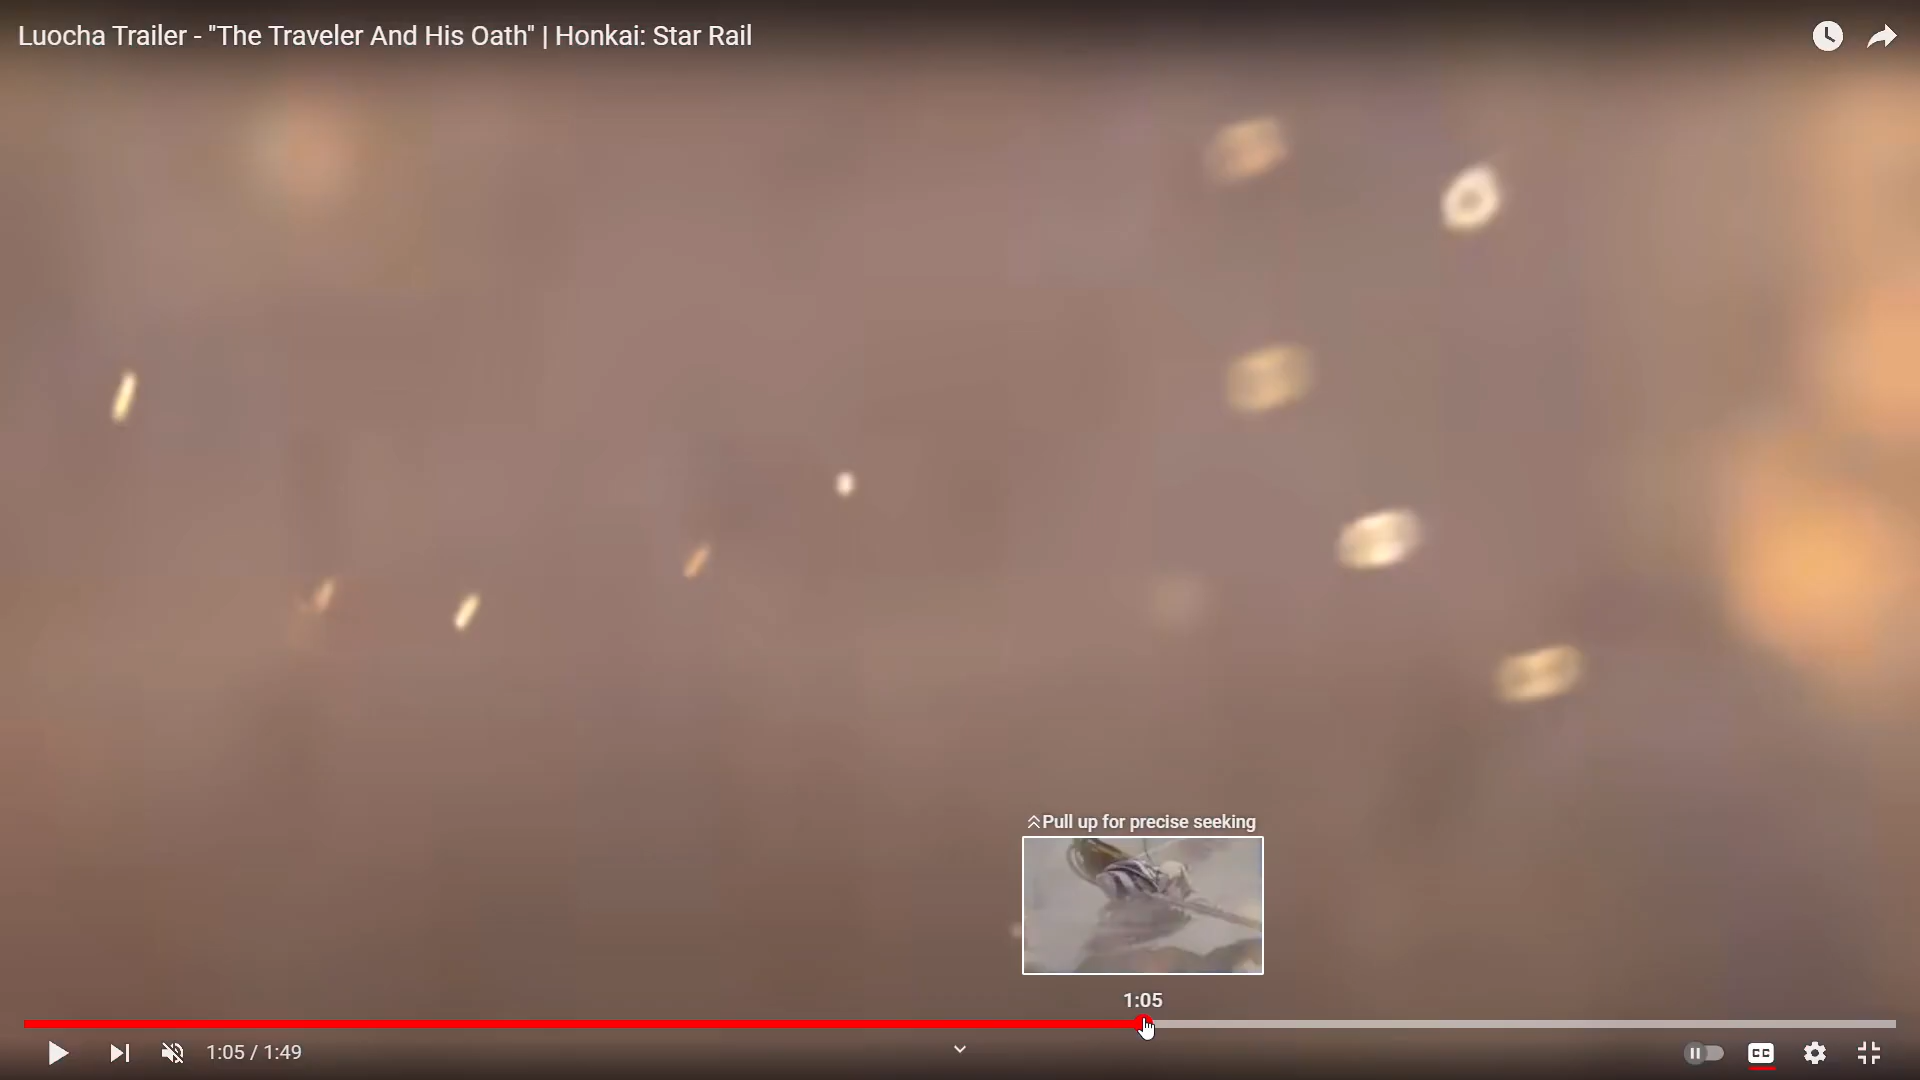 Luocha Trailer - "The Traveler And His Oath" | Honkai: Star Rail
Pull up for precise seeking
1:05
1:05 / 1:49
CC